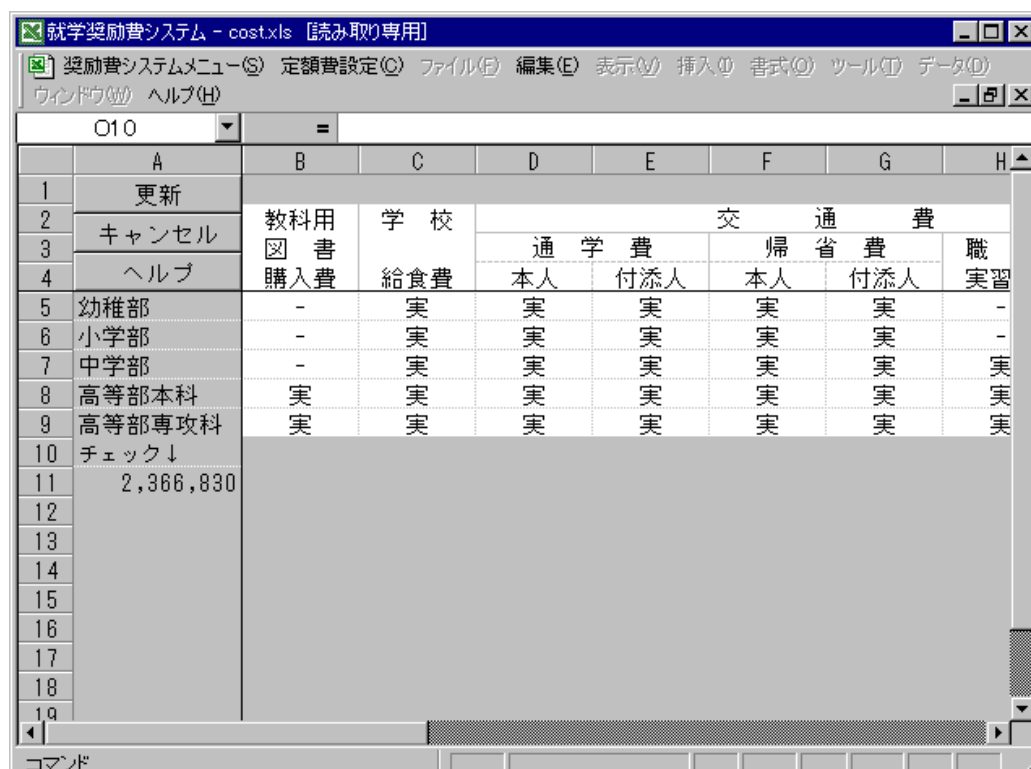 就学奨励費システム - cost.xls [読み取り専用]
奨励費システムメニュー(S) 定額費設定(C) ファイル(F) 編集(E) 表示(V) 挿入(I) 書式(O) ツール(T) データ(D)
ウィンドウ(W) ヘルプ(H)
O10 =
A B C D E F G H
1 更新
2 教科用 学 校 交 通 費
キャンセル
3 図 書 通 学 費 帰 省 費 職
ヘルプ
4 購入費 給食費 本人 付添人 本人 付添人 実習
5 幼稚部 - 実 実 実 実 実 -
6 小学部 - 実 実 実 実 実 -
7 中学部 - 実 実 実 実 実 実
8 高等部本科 実 実 実 実 実 実 実
9 高等部専攻科 実 実 実 実 実 実 実
10 チェック↓
11 2,366,830
12
13
14
15
16
17
18
19
コマンド